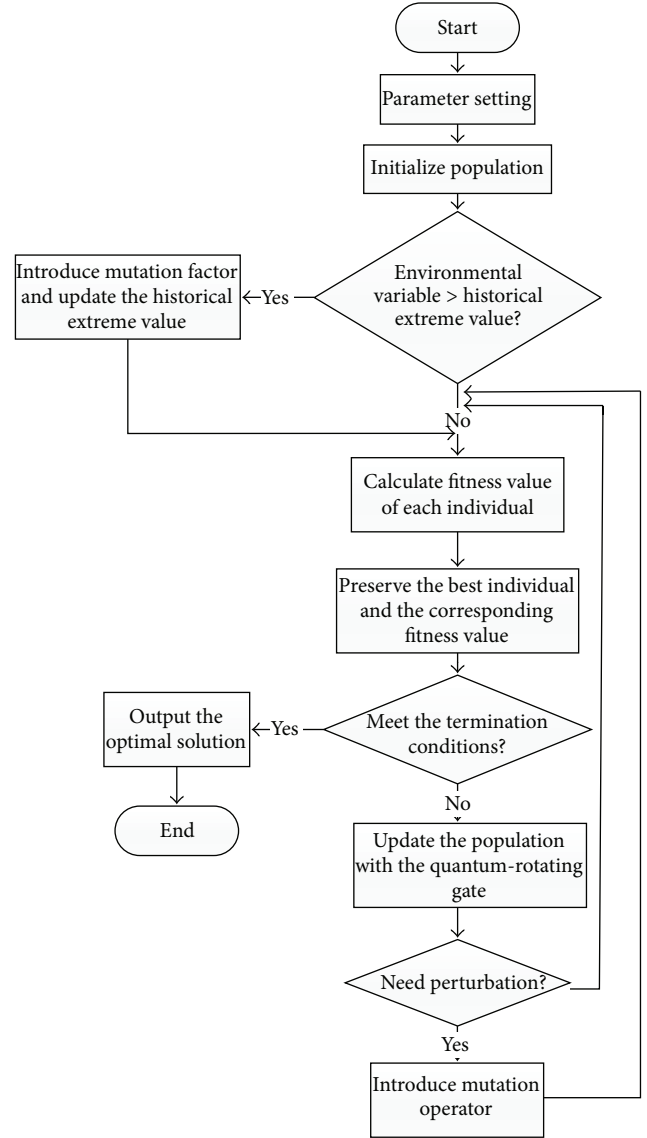 Start
Parameter setting
Initialize population
Environmental
variable > historical
extreme value?
Yes
Introduce mutation factor
and update the historical
extreme value
No
Calculate fitness value
of each individual
Preserve the best individual
and the corresponding
fitness value
Meet the termination
conditions?
Yes
Output the
optimal solution
End
No
Update the population
with the quantum-rotating
gate
Need perturbation?
Yes
Introduce mutation
operator